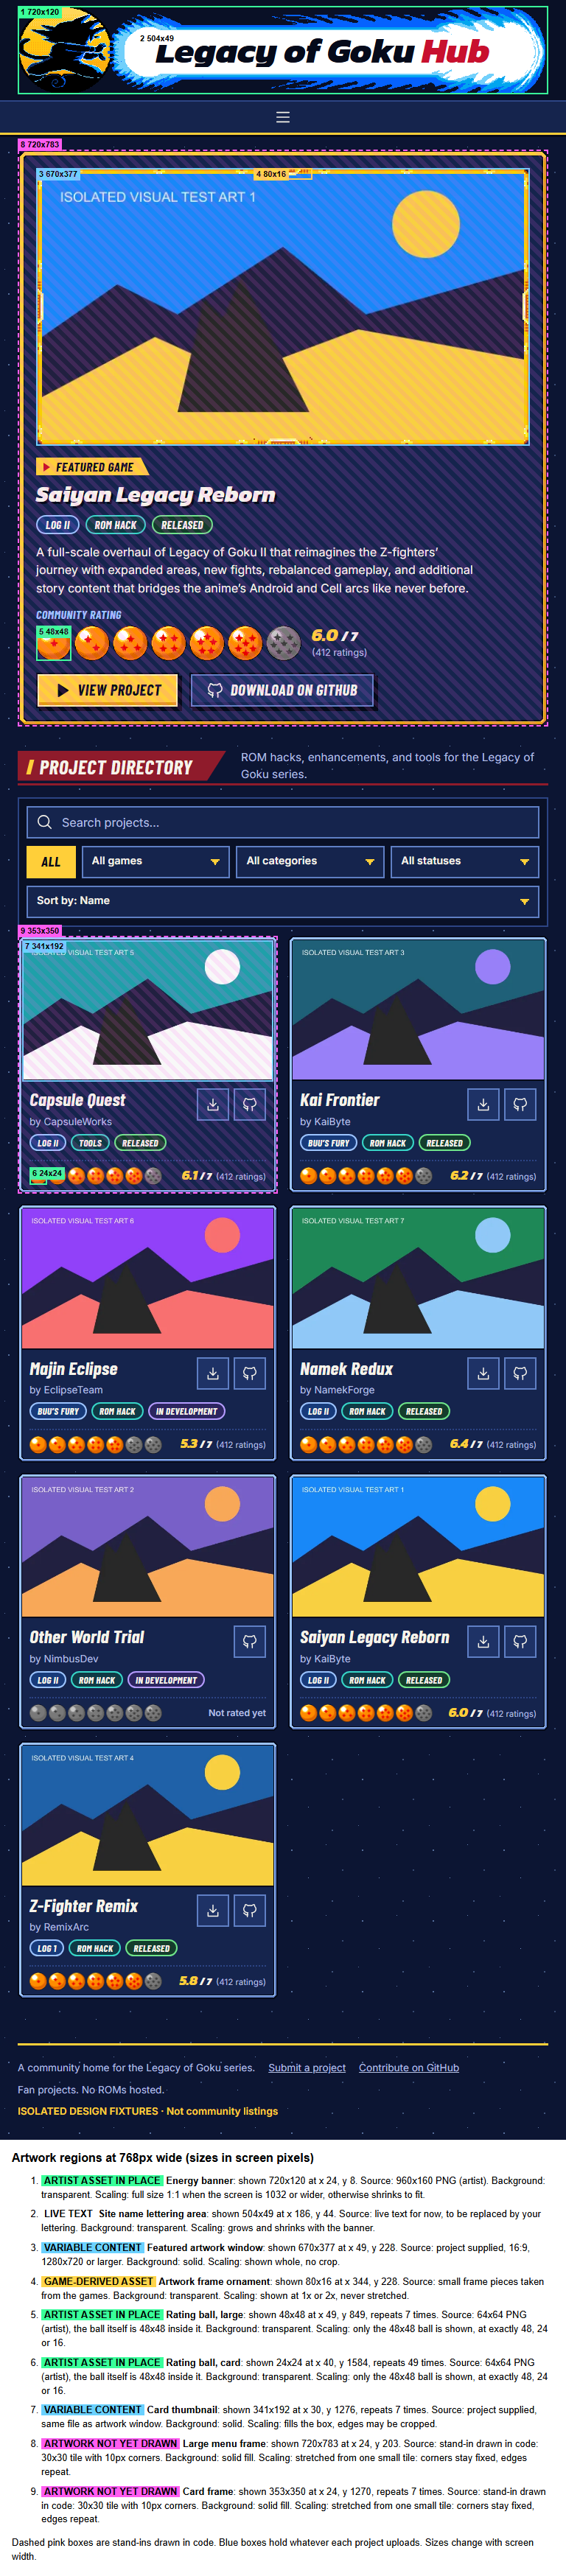 1 720x120
2 504x49
Legacy of Goku Hub
8 720x783
3 670x377
4 80x16
ISOLATED VISUAL TEST ART 1
FEATURED GAME
Saiyan Legacy Reborn
LOG II ROM HACK RELEASED
A full-scale overhaul of Legacy of Goku II that reimagines the Z-fighters'
journey with expanded areas, new fights, rebalanced gameplay, and additional
story content that bridges the anime's Android and Cell arcs like never before.
COMMUNITY RATING
5 48x48
6.0 / 7
(412 ratings)
VIEW PROJECT
DOWNLOAD ON GITHUB
PROJECT DIRECTORY
ROM hacks, enhancements, and tools for the Legacy of
Goku series.
Search projects...
ALL All games All categories All statuses
Sort by: Name
9 353x350
7 341x192
ISOLATED VISUAL TEST ART 5
Capsule Quest
by CapsuleWorks
LOG II TOOLS RELEASED
6 24x24
6.1 / 7 (412 ratings)
ISOLATED VISUAL TEST ART 3
Kai Frontier
by KaiByte
BUU'S FURY ROM HACK RELEASED
6.2 / 7 (412 ratings)
ISOLATED VISUAL TEST ART 6
Majin Eclipse
by EclipseTeam
BUU'S FURY ROM HACK IN DEVELOPMENT
5.3 / 7 (412 ratings)
ISOLATED VISUAL TEST ART 7
Namek Redux
by NamekForge
LOG II ROM HACK RELEASED
6.4 / 7 (412 ratings)
ISOLATED VISUAL TEST ART 2
Other World Trial
by NimbusDev
LOG II ROM HACK IN DEVELOPMENT
Not rated yet
ISOLATED VISUAL TEST ART 1
Saiyan Legacy Reborn
by KaiByte
LOG II ROM HACK RELEASED
6.0 / 7 (412 ratings)
ISOLATED VISUAL TEST ART 4
Z-Fighter Remix
by RemixArc
LOG 1 ROM HACK RELEASED
5.8 / 7 (412 ratings)
A community home for the Legacy of Goku series. Submit a project Contribute on GitHub
Fan projects. No ROMs hosted.
ISOLATED DESIGN FIXTURES · Not community listings
Artwork regions at 768px wide (sizes in screen pixels)
1. ARTIST ASSET IN PLACE Energy banner: shown 720x120 at x 24, y 8. Source: 960x160 PNG (artist). Background:
transparent. Scaling: full size 1:1 when the screen is 1032 or wider, otherwise shrinks to fit.
2. LIVE TEXT Site name lettering area: shown 504x49 at x 186, y 44. Source: live text for now, to be replaced by your
lettering. Background: transparent. Scaling: grows and shrinks with the banner.
3. VARIABLE CONTENT Featured artwork window: shown 670x377 at x 49, y 228. Source: project supplied, 16:9,
1280x720 or larger. Background: solid. Scaling: shown whole, no crop.
4. GAME-DERIVED ASSET Artwork frame ornament: shown 80x16 at x 344, y 228. Source: small frame pieces taken
from the games. Background: transparent. Scaling: shown at 1x or 2x, never stretched.
5. ARTIST ASSET IN PLACE Rating ball, large: shown 48x48 at x 49, y 849, repeats 7 times. Source: 64x64 PNG
(artist), the ball itself is 48x48 inside it. Background: transparent. Scaling: only the 48x48 ball is shown, at exactly 48, 24
or 16.
6. ARTIST ASSET IN PLACE Rating ball, card: shown 24x24 at x 40, y 1584, repeats 49 times. Source: 64x64 PNG
(artist), the ball itself is 48x48 inside it. Background: transparent. Scaling: only the 48x48 ball is shown, at exactly 48, 24
or 16.
7. VARIABLE CONTENT Card thumbnail: shown 341x192 at x 30, y 1276, repeats 7 times. Source: project supplied,
same file as artwork window. Background: solid. Scaling: fills the box, edges may be cropped.
8. ARTWORK NOT YET DRAWN Large menu frame: shown 720x783 at x 24, y 203. Source: stand-in drawn in code:
30x30 tile with 10px corners. Background: solid fill. Scaling: stretched from one small tile: corners stay fixed, edges
repeat.
9. ARTWORK NOT YET DRAWN Card frame: shown 353x350 at x 24, y 1270, repeats 7 times. Source: stand-in drawn
in code: 30x30 tile with 10px corners. Background: solid fill. Scaling: stretched from one small tile: corners stay fixed,
edges repeat.
Dashed pink boxes are stand-ins drawn in code. Blue boxes hold whatever each project uploads. Sizes change with screen
width.